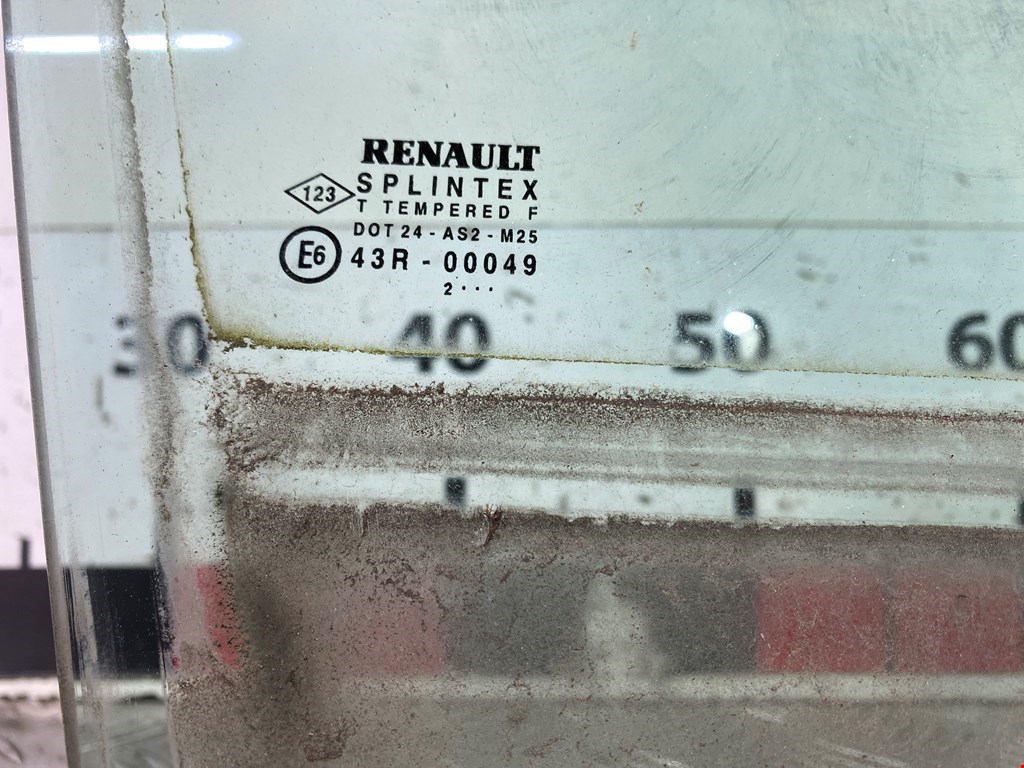 RENAULT
123 SPLINTEX
T TEMPERED F
DOT 24 - AS2 - M25
E6 43R - 00049
2 · · ·
30 40 50 60